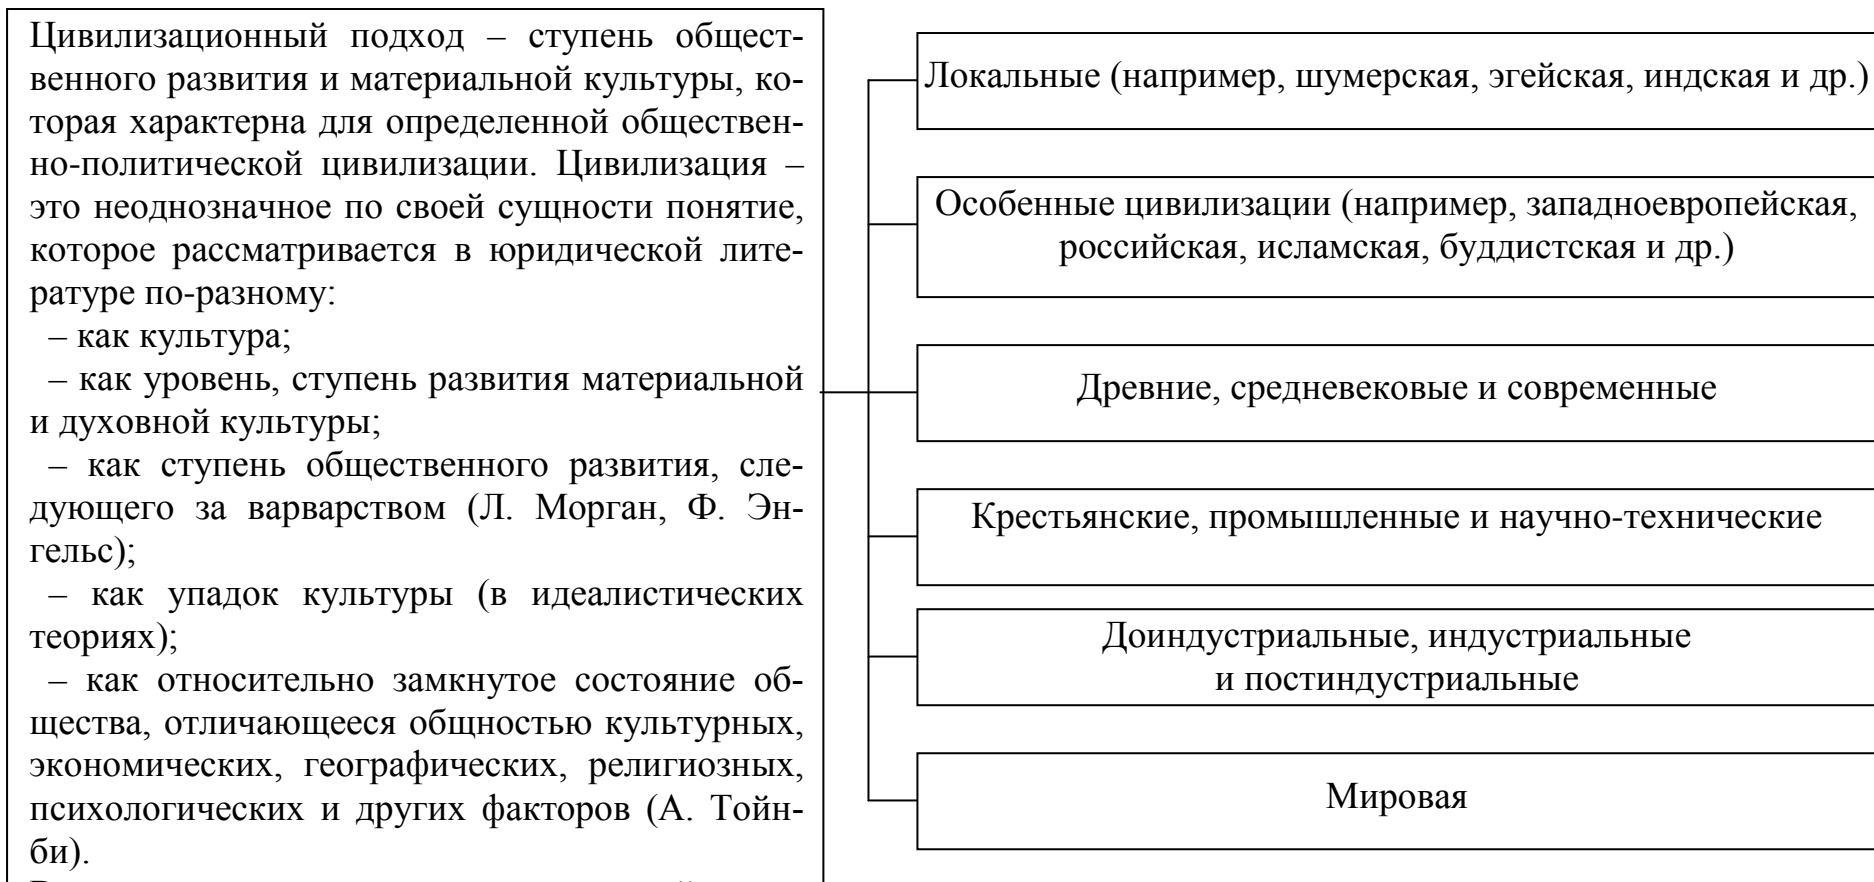 Цивилизационный подход – ступень общест-
венного развития и материальной культуры, ко-
торая характерна для определенной обществен-
но-политической цивилизации. Цивилизация –
это неоднозначное по своей сущности понятие,
которое рассматривается в юридической лите-
ратуре по-разному:
– как культура;
– как уровень, ступень развития материальной
и духовной культуры;
– как ступень общественного развития, сле-
дующего за варварством (Л. Морган, Ф. Эн-
гельс);
– как упадок культуры (в идеалистических
теориях);
– как относительно замкнутое состояние об-
щества, отличающееся общностью культурных,
экономических, географических, религиозных,
психологических и других факторов (А. Тойн-
би).
Локальные (например, шумерская, эгейская, индская и др.)
Особенные цивилизации (например, западноевропейская,
российская, исламская, буддистская и др.)
Древние, средневековые и современные
Крестьянские, промышленные и научно-технические
Доиндустриальные, индустриальные
и постиндустриальные
Мировая